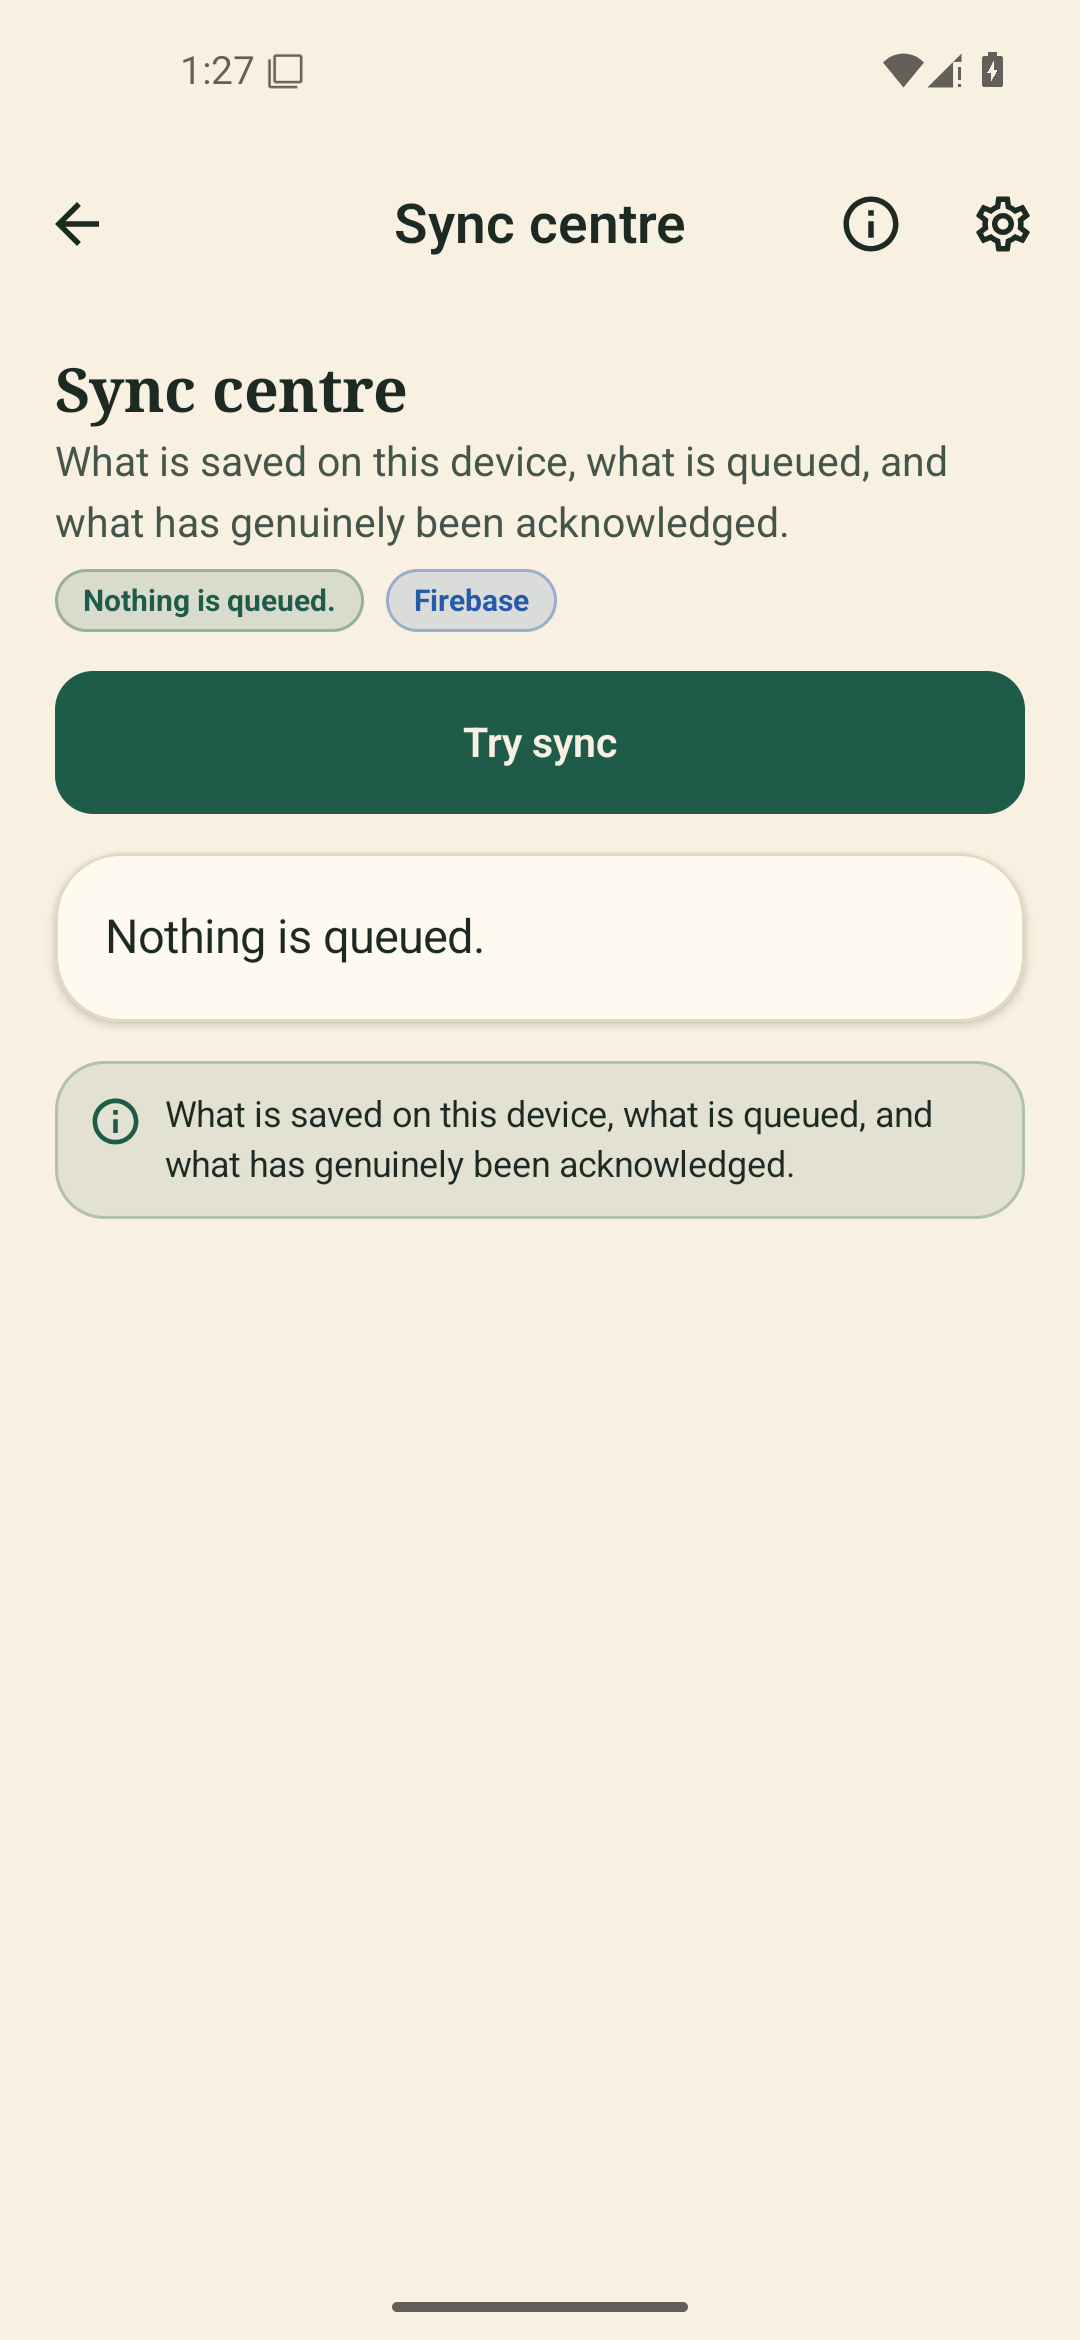 1:27
Sync centre
Sync centre
What is saved on this device, what is queued, and
what has genuinely been acknowledged.
Nothing is queued. Firebase
Try sync
Nothing is queued.
What is saved on this device, what is queued, and
what has genuinely been acknowledged.